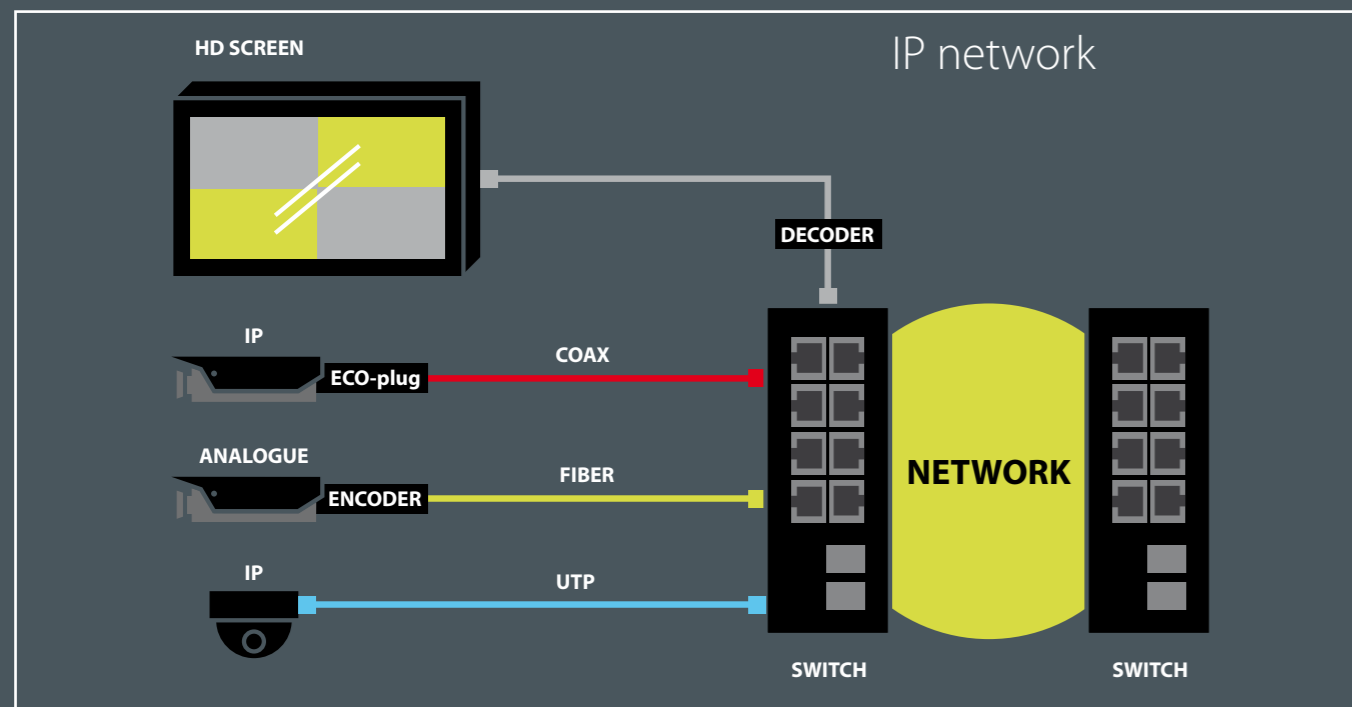 HD SCREEN
IP network
DECODER
IP
COAX
ECO-plug
ANALOGUE
FIBER
ENCODER
NETWORK
IP
UTP
SWITCH
SWITCH